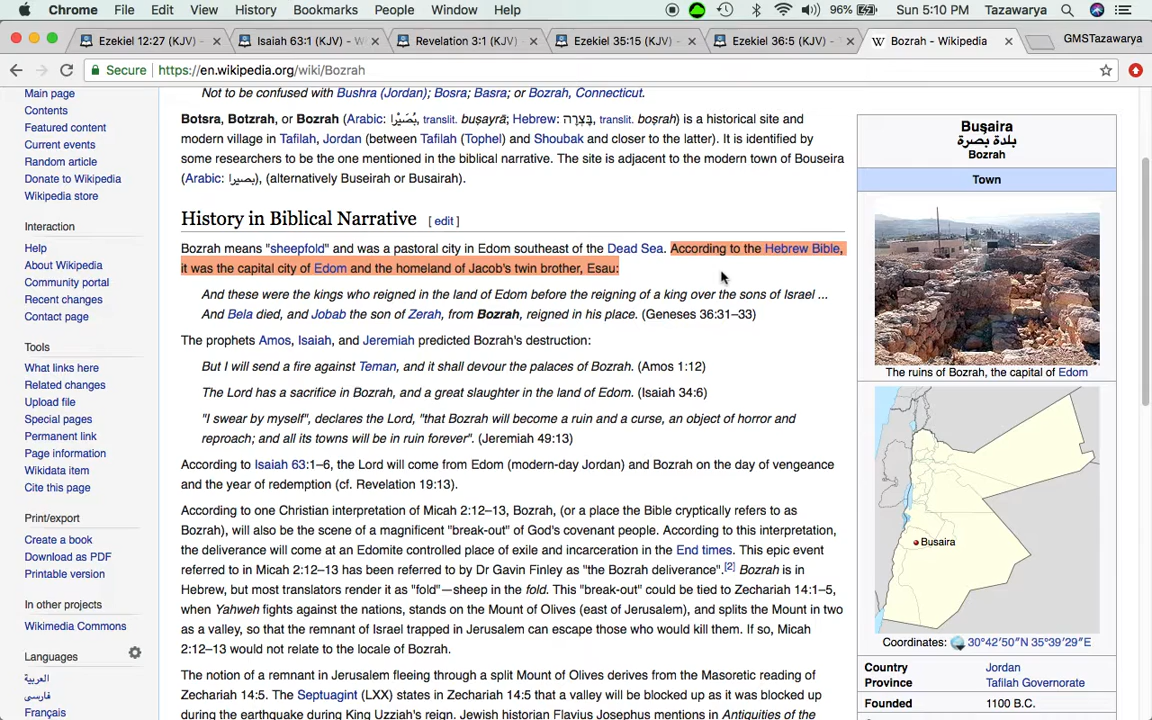 Chrome File Edit View History Bookmarks People Window Help 96% Sun 5:10 PM Tazawarya
Ezekiel 12:27 (KJV) - Isaiah 63:1 (KJV) - W Revelation 3:1 (KJV) Ezekiel 35:15 (KJV) - Ezekiel 36:5 (KJV) - T Bozrah - Wikipedia GMSTazawarya
Secure https://en.wikipedia.org/wiki/Bozrah
Main page
Contents
Featured content
Current events
Random article
Donate to Wikipedia
Wikipedia store
Interaction
Help
About Wikipedia
Community portal
Recent changes
Contact page
Tools
What links here
Related changes
Upload file
Special pages
Permanent link
Page information
Wikidata item
Cite this page
Print/export
Create a book
Download as PDF
Printable version
In other projects
Wikimedia Commons
Languages
العربية
فارسی
Français
Not to be confused with Bushra (Jordan); Bosra; Basra; or Bozrah, Connecticut.
Botsra, Botzrah, or Bozrah (Arabic: بُصَيْرا, translit. buṣayrā; Hebrew: בָּצְרָה, translit. boṣrah) is a historical site and
modern village in Tafilah, Jordan (between Tafilah (Tophel) and Shoubak and closer to the latter). It is identified by
some researchers to be the one mentioned in the biblical narrative. The site is adjacent to the modern town of Bouseira
(Arabic: بصيرا), (alternatively Buseirah or Busairah).
History in Biblical Narrative [ edit ]
Bozrah means "sheepfold" and was a pastoral city in Edom southeast of the Dead Sea. According to the Hebrew Bible,
it was the capital city of Edom and the homeland of Jacob's twin brother, Esau:
And these were the kings who reigned in the land of Edom before the reigning of a king over the sons of Israel ...
And Bela died, and Jobab the son of Zerah, from Bozrah, reigned in his place. (Geneses 36:31–33)
The prophets Amos, Isaiah, and Jeremiah predicted Bozrah's destruction:
But I will send a fire against Teman, and it shall devour the palaces of Bozrah. (Amos 1:12)
The Lord has a sacrifice in Bozrah, and a great slaughter in the land of Edom. (Isaiah 34:6)
"I swear by myself", declares the Lord, "that Bozrah will become a ruin and a curse, an object of horror and
reproach; and all its towns will be in ruin forever". (Jeremiah 49:13)
According to Isaiah 63:1–6, the Lord will come from Edom (modern-day Jordan) and Bozrah on the day of vengeance
and the year of redemption (cf. Revelation 19:13).
According to one Christian interpretation of Micah 2:12–13, Bozrah, (or a place the Bible cryptically refers to as
Bozrah), will also be the scene of a magnificent "break-out" of God's covenant people. According to this interpretation,
the deliverance will come at an Edomite controlled place of exile and incarceration in the End times. This epic event
referred to in Micah 2:12–13 has been referred to by Dr Gavin Finley as "the Bozrah deliverance".[2] Bozrah is in
Hebrew, but most translators render it as "fold"—sheep in the fold. This "break-out" could be tied to Zechariah 14:1–5,
when Yahweh fights against the nations, stands on the Mount of Olives (east of Jerusalem), and splits the Mount in two
as a valley, so that the remnant of Israel trapped in Jerusalem can escape those who would kill them. If so, Micah
2:12–13 would not relate to the locale of Bozrah.
The notion of a remnant in Jerusalem fleeing through a split Mount of Olives derives from the Masoretic reading of
Zechariah 14:5. The Septuagint (LXX) states in Zechariah 14:5 that a valley will be blocked up as it was blocked up
during the earthquake during King Uzziah's reign. Jewish historian Flavius Josephus mentions in Antiquities of the
Buṣaira
بلدة بصرة
Bozrah
Town
The ruins of Bozrah, the capital of Edom
Busaira
Coordinates: 30°42′50″N 35°39′29″E
Country Jordan
Province Tafilah Governorate
Founded 1100 B.C.